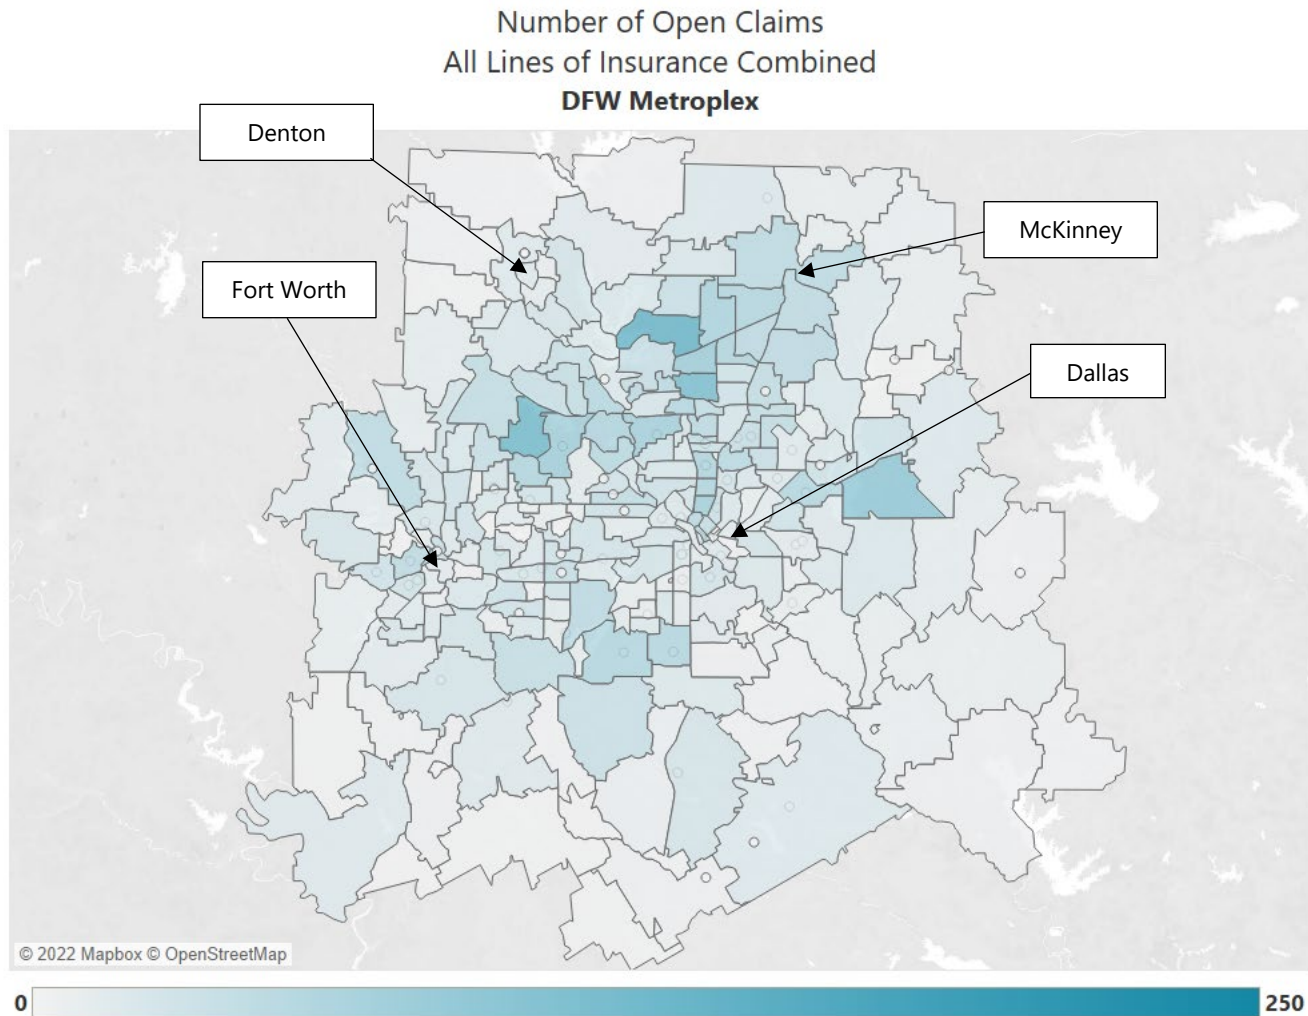 Number of Open Claims
All Lines of Insurance Combined
DFW Metroplex
Denton
McKinney
Fort Worth
Dallas
© 2022 Mapbox © OpenStreetMap
0
250